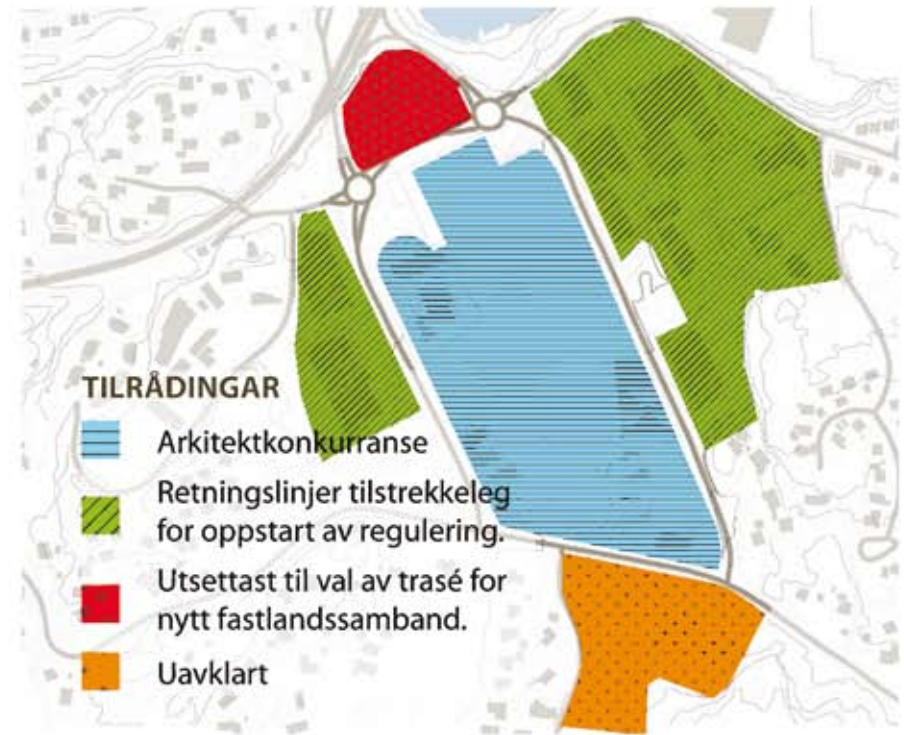 TILRÅDINGAR
Arkitektkonkurranse
Retningslinjer tilstrekkeleg
for oppstart av regulering.
Utsettast til val av trasé for
nytt fastlandssamband.
Uavklart